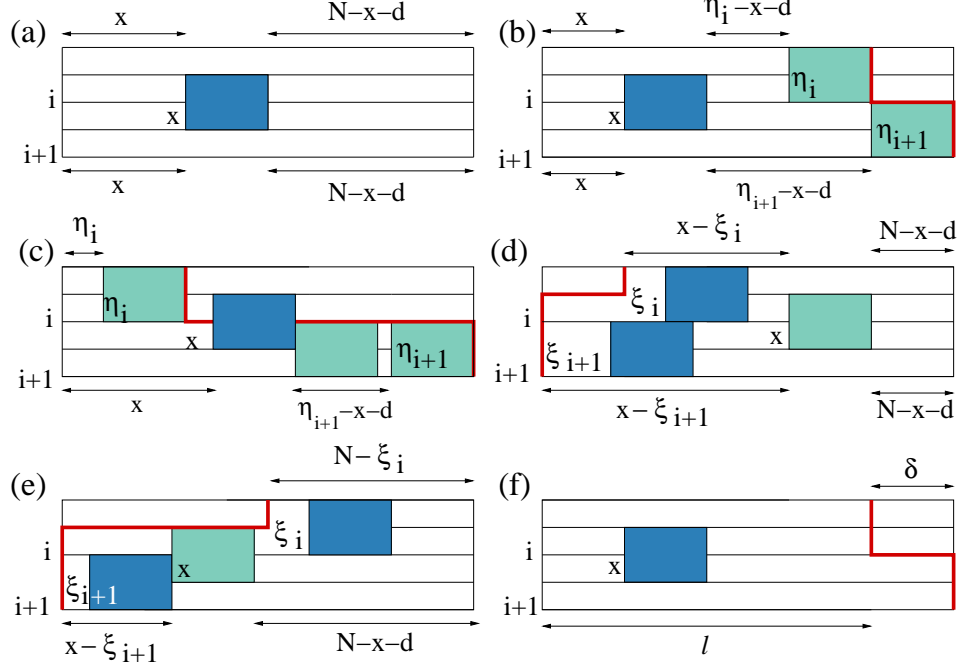 (a)
x
N-x-d
i
x
i+1
x
N-x-d
(b)
x
η_i-x-d
η_i
i
x
η_{i+1}
i+1
x
η_{i+1}-x-d
(c)
η_i
η_i
i
x
η_{i+1}
i+1
x
η_{i+1}-x-d
(d)
x-ξ_i
N-x-d
ξ_i
i
x
ξ_{i+1}
i+1
x-ξ_{i+1}
N-x-d
(e)
N-ξ_i
ξ_i
i
x
ξ_{i+1}
i+1
x-ξ_{i+1}
N-x-d
(f)
δ
i
x
i+1
l